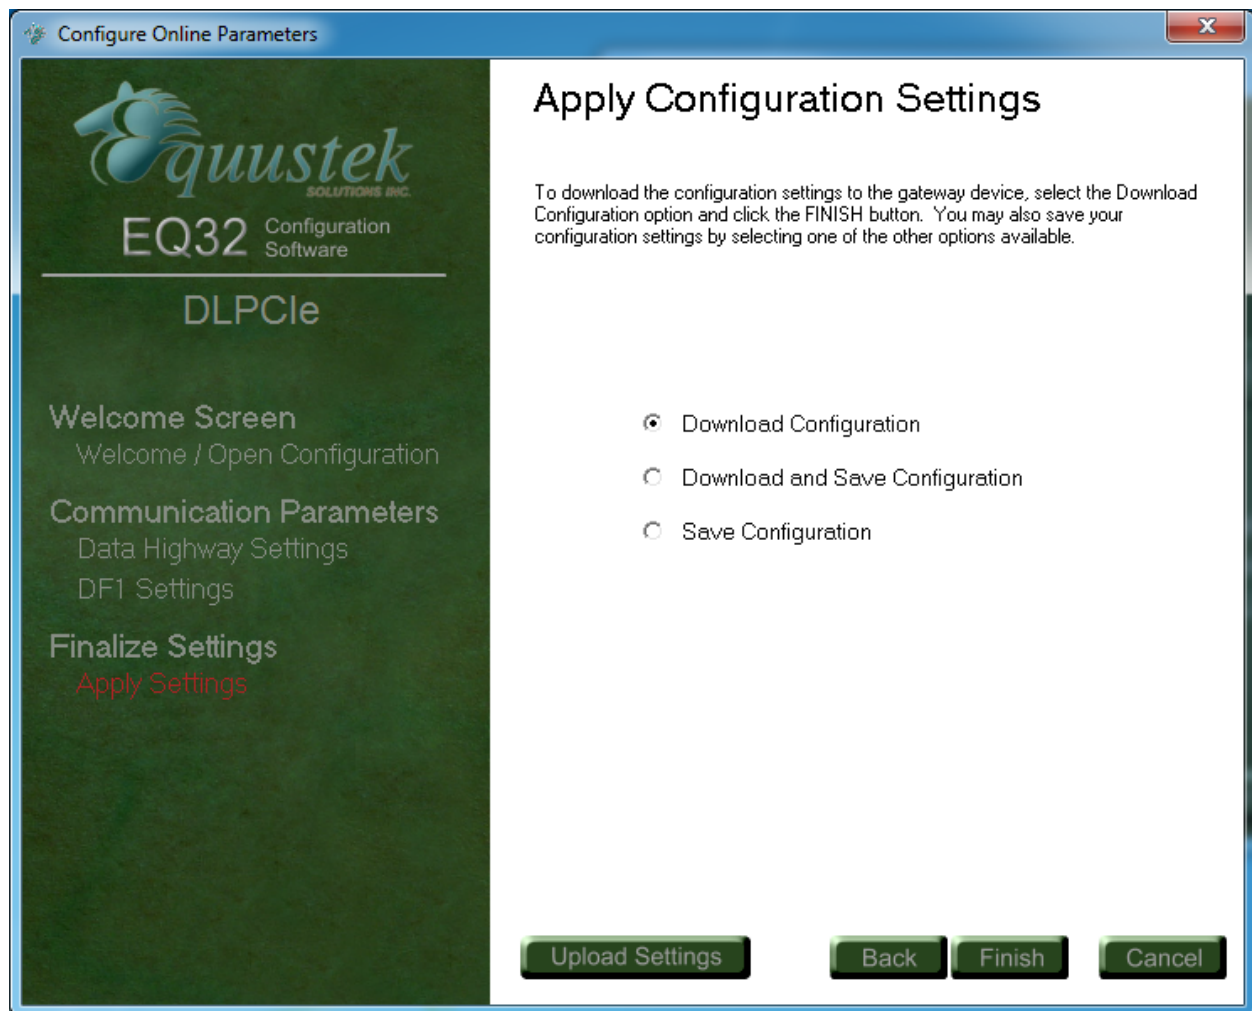 Configure Online Parameters
Equustek
SOLUTIONS INC.
EQ32 Configuration
Software
DLPCIe
Welcome Screen
Welcome / Open Configuration
Communication Parameters
Data Highway Settings
DF1 Settings
Finalize Settings
Apply Settings
Apply Configuration Settings
To download the configuration settings to the gateway device, select the Download
Configuration option and click the FINISH button.  You may also save your
configuration settings by selecting one of the other options available.
Download Configuration
Download and Save Configuration
Save Configuration
Upload Settings
Back
Finish
Cancel